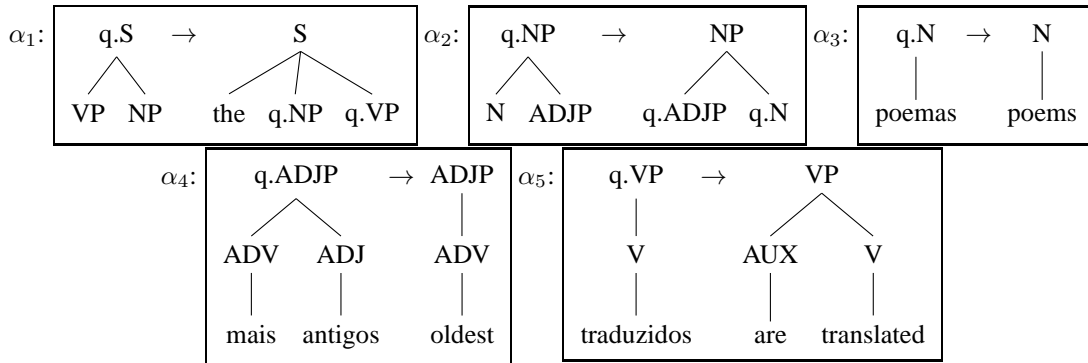 α1: q.S → S
VP NP the q.NP q.VP
α2: q.NP → NP
N ADJP q.ADJP q.N
α3: q.N → N
poemas poems
α4: q.ADJP → ADJP
ADV ADJ ADV
mais antigos oldest
α5: q.VP → VP
V AUX V
traduzidos are translated